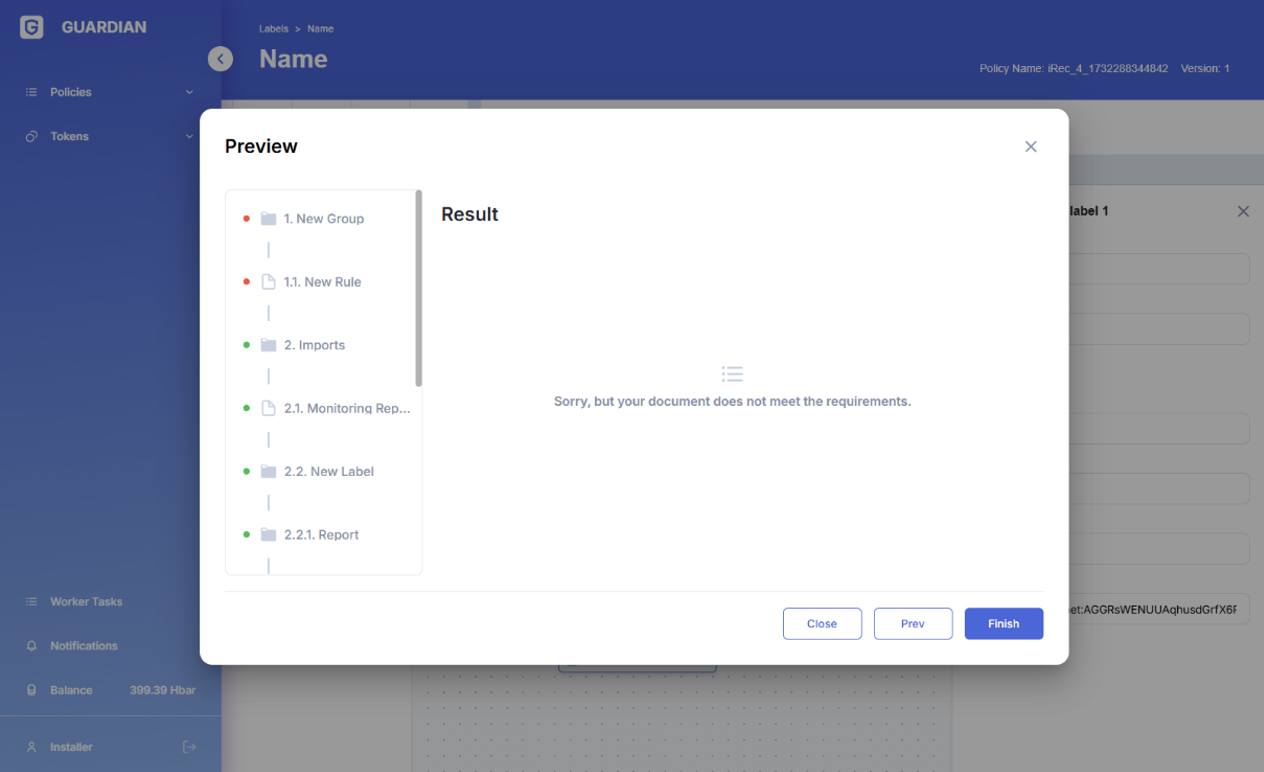 GUARDIAN
Labels > Name
Name
Policy Name: iRec_4_1732288344842 Version: 1
Policies
Tokens
Preview
label 1
1. New Group
Result
1.1. New Rule
2. Imports
2.1. Monitoring Rep...
Sorry, but your document does not meet the requirements.
2.2. New Label
2.2.1. Report
Worker Tasks
et:AGGRsWENUUAqhusdGrfX6F
Close
Prev
Finish
Notifications
Balance 399.39 Hbar
Installer